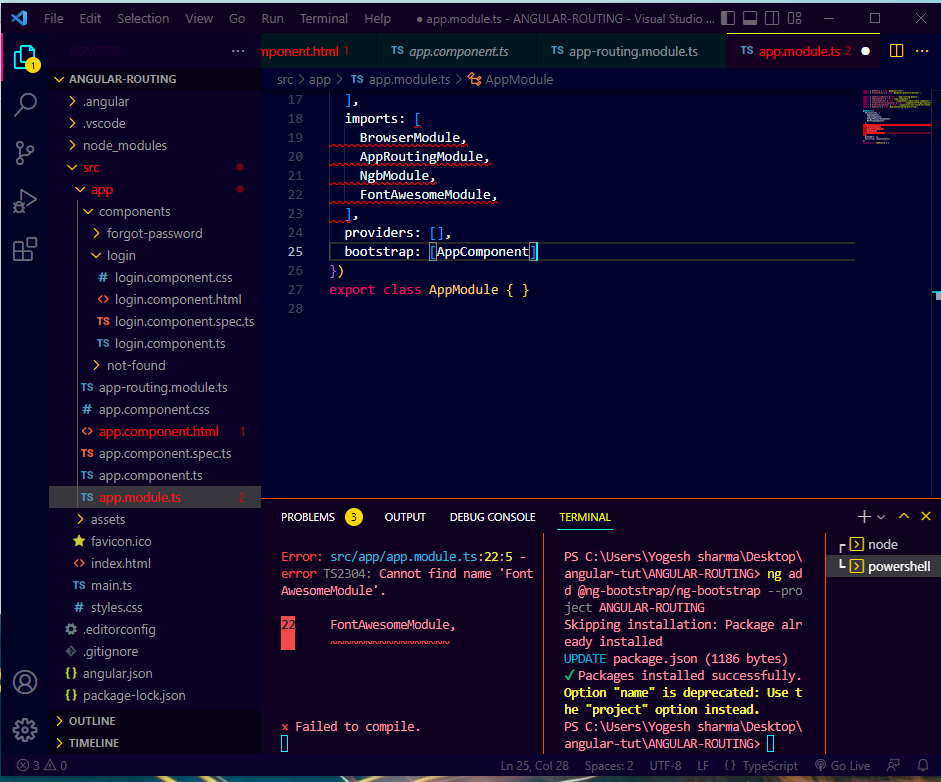 File Edit Selection View Go Run Terminal Help
● app.module.ts - ANGULAR-ROUTING - Visual Studio ...
EXPLORER ...
1
ANGULAR-ROUTING
.angular
.vscode
node_modules
src
app
components
forgot-password
login
login.component.css
login.component.html
TS login.component.spec.ts
TS login.component.ts
not-found
TS app-routing.module.ts
# app.component.css
<> app.component.html 1
TS app.component.spec.ts
TS app.component.ts
TS app.module.ts 2
assets
favicon.ico
<> index.html
TS main.ts
# styles.css
.editorconfig
.gitignore
{} angular.json
{} package-lock.json
OUTLINE
TIMELINE
mponent.html 1 TS app.component.ts TS app-routing.module.ts TS app.module.ts 2 ●
src > app > TS app.module.ts > AppModule
17 ],
18 imports: [
19 BrowserModule,
20 AppRoutingModule,
21 NgbModule,
22 FontAwesomeModule,
23 ],
24 providers: [],
25 bootstrap: [AppComponent]
26 })
27 export class AppModule { }
28
PROBLEMS 3 OUTPUT DEBUG CONSOLE TERMINAL
Error: src/app/app.module.ts:22:5 -
error TS2304: Cannot find name 'Font
AwesomeModule'.
22 FontAwesomeModule,
~~~~~~~~~~~~~~~~~
× Failed to compile.
PS C:\Users\Yogesh sharma\Desktop\
angular-tut\ANGULAR-ROUTING> ng ad
d @ng-bootstrap/ng-bootstrap --pro
ject ANGULAR-ROUTING
Skipping installation: Package alr
eady installed
UPDATE package.json (1186 bytes)
✓ Packages installed successfully.
Option "name" is deprecated: Use t
he "project" option instead.
PS C:\Users\Yogesh sharma\Desktop\
angular-tut\ANGULAR-ROUTING>
node
powershell
3 0 Ln 25, Col 28 Spaces: 2 UTF-8 LF {} TypeScript Go Live